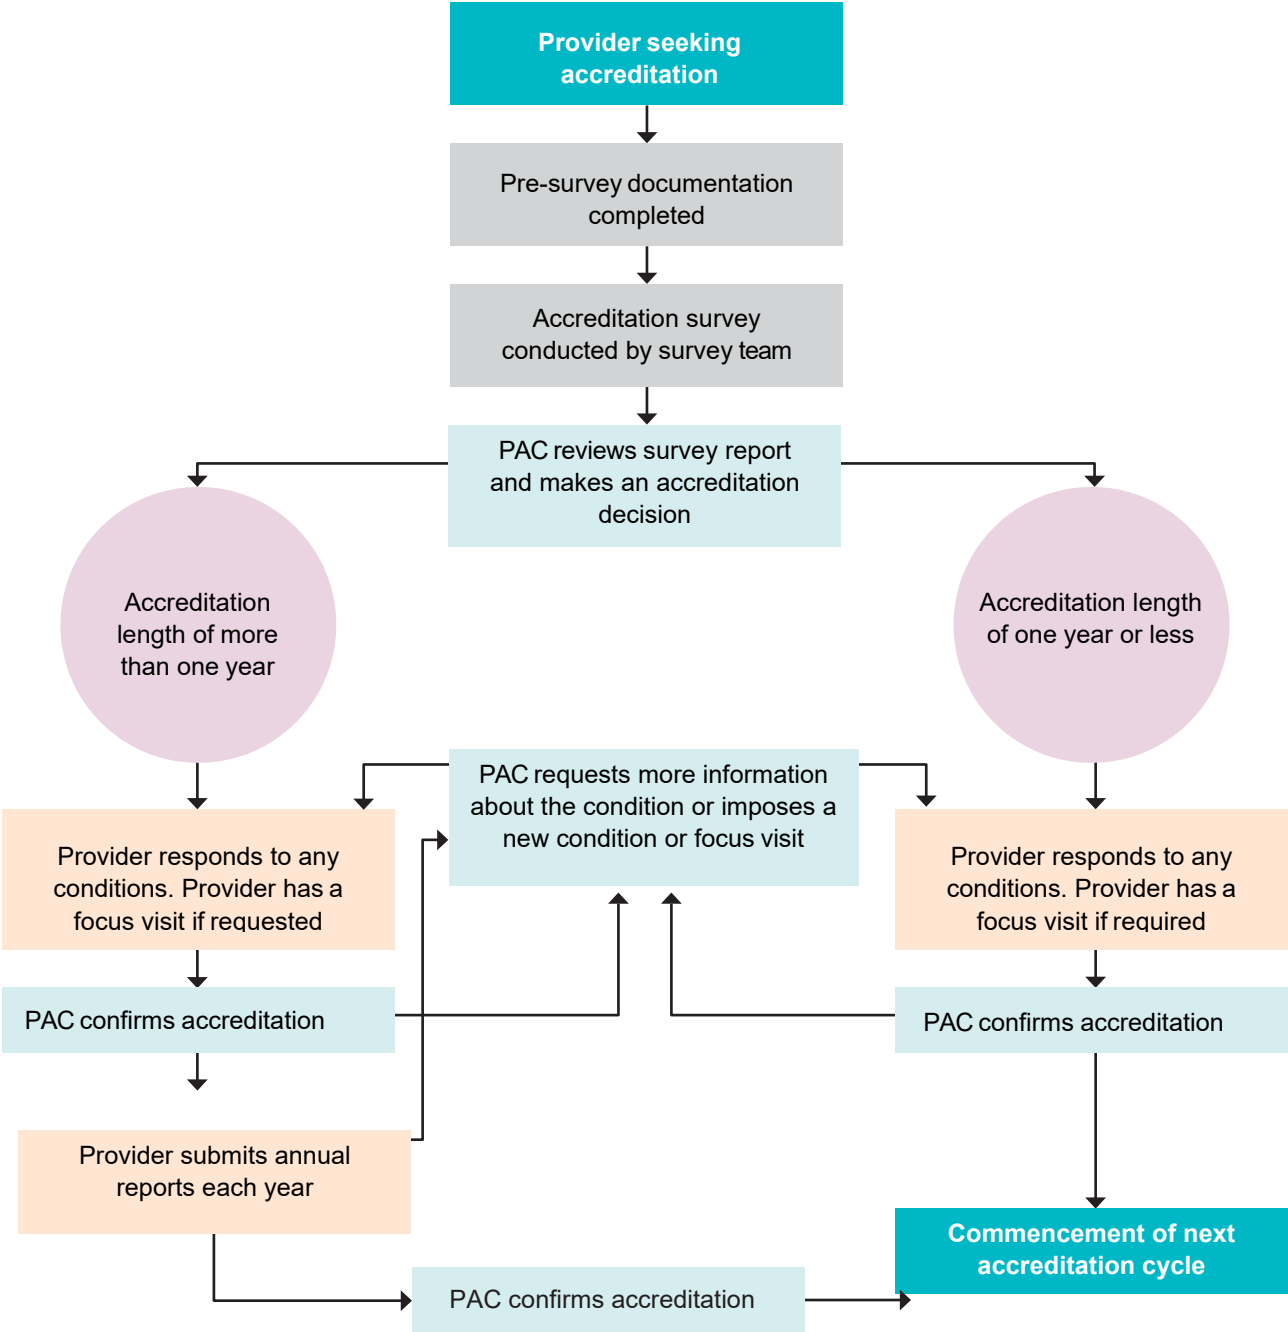 Provider seeking
accreditation
Pre-survey documentation
completed
Accreditation survey
conducted by survey team
PAC reviews survey report
and makes an accreditation
decision
Accreditation
length of more
than one year
Accreditation length
of one year or less
PAC requests more information
about the condition or imposes a
new condition or focus visit
Provider responds to any
conditions. Provider has a
focus visit if requested
Provider responds to any
conditions. Provider has a
focus visit if required
PAC confirms accreditation
PAC confirms accreditation
Provider submits annual
reports each year
Commencement of next
accreditation cycle
PAC confirms accreditation